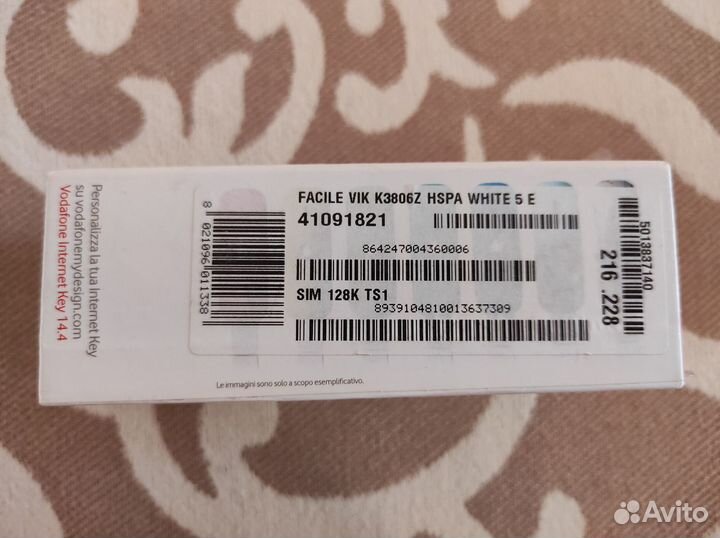 Personalizza la tua Internet Key
su vodafonemydesign.com
Vodafone Internet Key 14.4
8 021096 011338
FACILE VIK K3806Z HSPA WHITE 5 E
41091821
864247004360006
SIM 128K TS1
8939104810013637309
5013837140
216 .228
Le immagini sono solo a scopo esemplificativo.
Avito